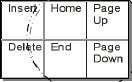 Insert Home Page
Up
Delete End Page
Down